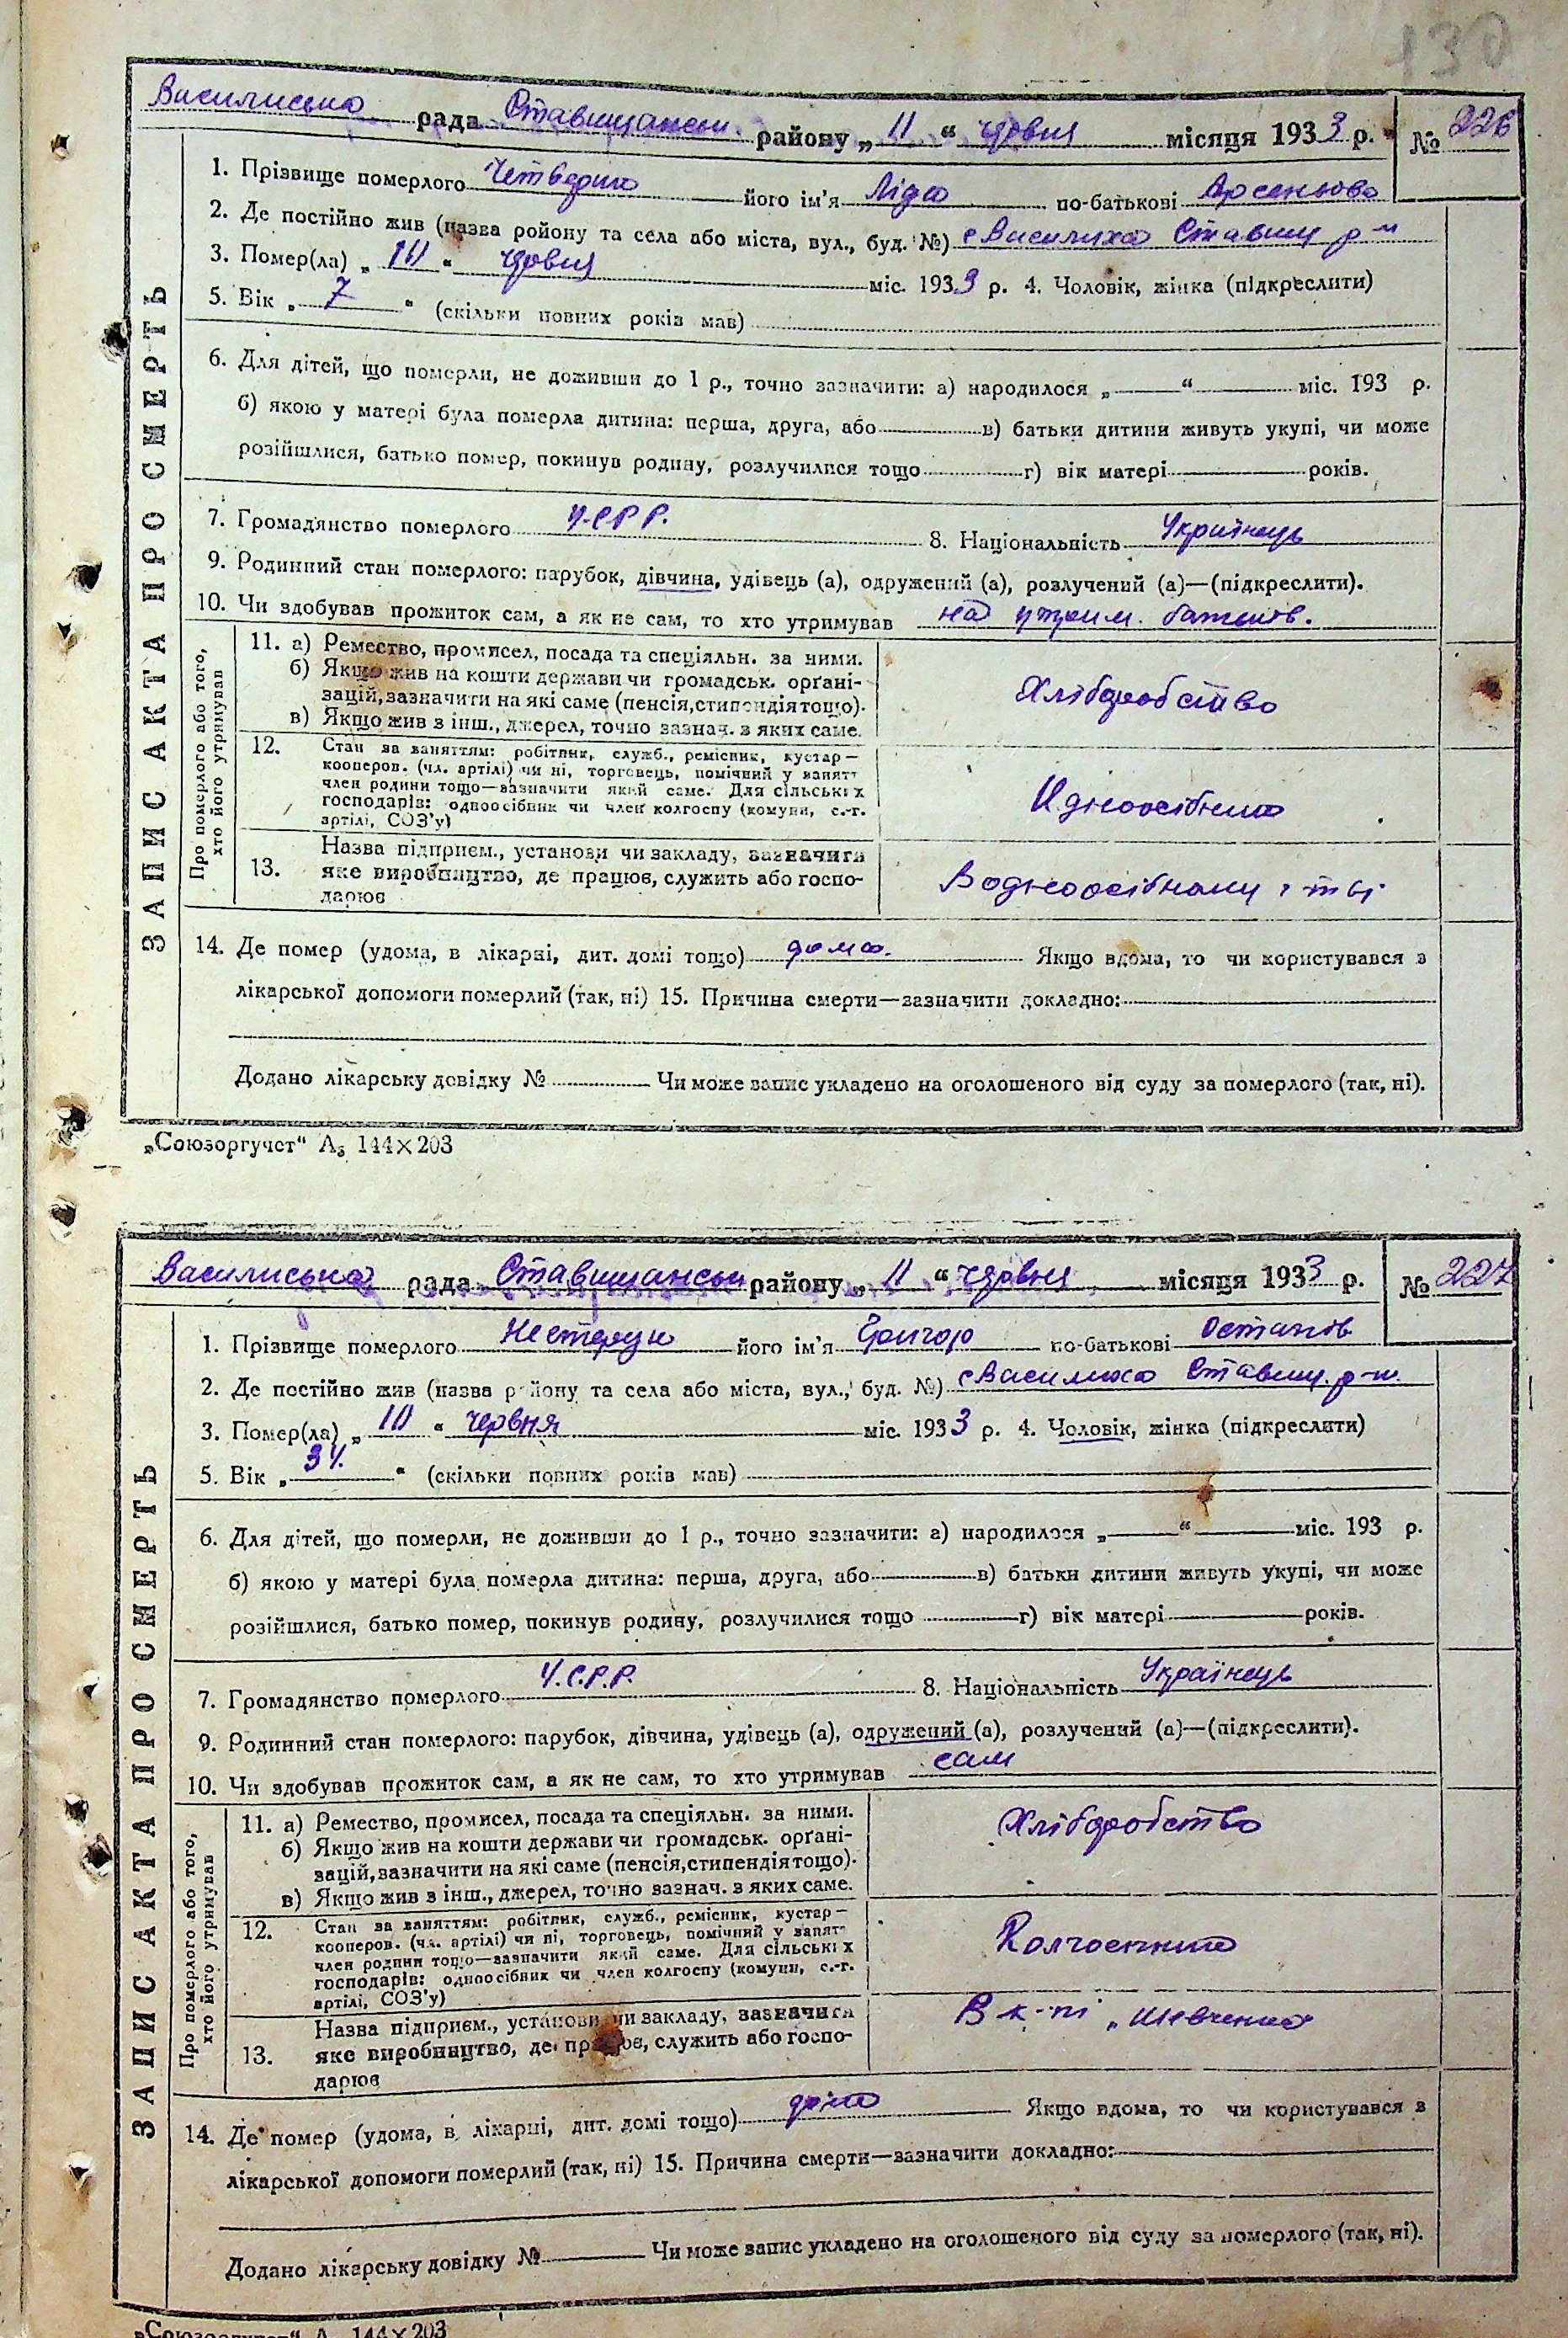 130
Василиська рада Ставищанськ. району „ 11 “ червня місяця 1933 р. № 226
1. Прізвище померлого Четверик його ім'я Ліда по-батькові Арсеньова
2. Де постійно жив (назва ройону та села або міста, вул., буд. №) с Василиха Ставищ р-н
3. Помер(ла) „ 10 “ червня міс. 1933 р. 4. Чоловік, жінка (підкреслити)
5. Вік „ 7 “ (скільки повних років мав)
6. Для дітей, що померли, не доживши до 1 р., точно зазначити: а) народилося „ “ міс. 193 р.
б) якою у матері була померла дитина: перша, друга, або в) батьки дитини живуть укупі, чи може
розійшлися, батько помер, покинув родину, розлучилися тощо г) вік матері років.
7. Громадянство померлого У.С.Р.Р. 8. Національність Українець
9. Родинний стан померлого: парубок, дівчина, удівець (а), одружений (а), розлучений (а)—(підкреслити).
10. Чи здобував прожиток сам, а як не сам, то хто утримував на утрим. батьків.
ЗАПИС АКТА ПРО СМЕРТЬ
Про померлого або того,
хто його утримував
11. а) Ремество, промисел, посада та спеціяльн. за ними.
б) Якщо жив на кошти держави чи громадськ. орґані-
зацій, зазначити на які саме (пенсія, стипендія тощо).
в) Якщо жив з інш., джерел, точно зазнач. з яких саме.
Хліборобство
12. Стан за заняттям: робітник, служб., ремісник, кустар—
кооперов. (чл. артілі) чи ні, торговець, помічний у занятт
член родини тощо—зазначити який саме. Для сільських
господарів: одноосібник чи член колгоспу (комуни, с.-г.
артілі, СОЗ'у)
Одноосібник
13. Назва підприєм., установи чи закладу, зазначити
яке виробництво, де працює, служить або госпо-
дарює
В одноосібному г-тві
14. Де помер (удома, в лікарні, дит. домі тощо) дома. Якщо вдома, то чи користувався з
лікарської допомоги померлий (так, ні) 15. Причина смерти—зазначити докладно:
Додано лікарську довідку № Чи може запис укладено на оголошеного від суду за померлого (так, ні).
„Союзоргучет“ А₅ 144×203
Василиська рада Ставищанськ району „ 11 “ червня місяця 1933 р. № 227
1. Прізвище померлого Нестерук його ім'я Григор по-батькові Остапів
2. Де постійно жив (назва району та села або міста, вул., буд. №) с Василиха Ставищ. р-н.
3. Помер(ла) „ 10 “ червня міс. 1933 р. 4. Чоловік, жінка (підкреслити)
5. Вік „ 34. “ (скільки повних років мав)
6. Для дітей, що померли, не доживши до 1 р., точно зазначити: а) народилося „ “ міс. 193 р.
б) якою у матері була померла дитина: перша, друга, або в) батьки дитини живуть укупі, чи може
розійшлися, батько помер, покинув родину, розлучилися тощо г) вік матері років.
7. Громадянство померлого У.С.Р.Р. 8. Національність Українець
9. Родинний стан померлого: парубок, дівчина, удівець (а), одружений (а), розлучений (а)—(підкреслити).
10. Чи здобував прожиток сам, а як не сам, то хто утримував сам
ЗАПИС АКТА ПРО СМЕРТЬ
Про померлого або того,
хто його утримував
11. а) Ремество, промисел, посада та спеціяльн. за ними.
б) Якщо жив на кошти держави чи громадськ. орґані-
зацій, зазначити на які саме (пенсія, стипендія тощо).
в) Якщо жив з інш., джерел, точно зазнач. з яких саме.
Хліборобство
12. Стан за заняттям: робітник, служб., ремісник, кустар—
кооперов. (чл. артілі) чи ні, торговець, помічний у занят
член родини тощо—зазначити який саме. Для сільських
господарів: одноосібник чи член колгоспу (комуни, с.-г.
артілі, СОЗ'у)
Колгоспник
13. Назва підприєм., установи чи закладу, зазначити
яке виробництво, де працює, служить або госпо-
дарює
В к-пі „Шевченка
14. Де помер (удома, в лікарні, дит. домі тощо) дома Якщо вдома, то чи користувався з
лікарської допомоги померлий (так, ні) 15. Причина смерти—зазначити докладно:
Додано лікарську довідку № Чи може запис укладено на оголошеного від суду за померлого (так, ні).
„Союзоргучет“ А₅ 144×203